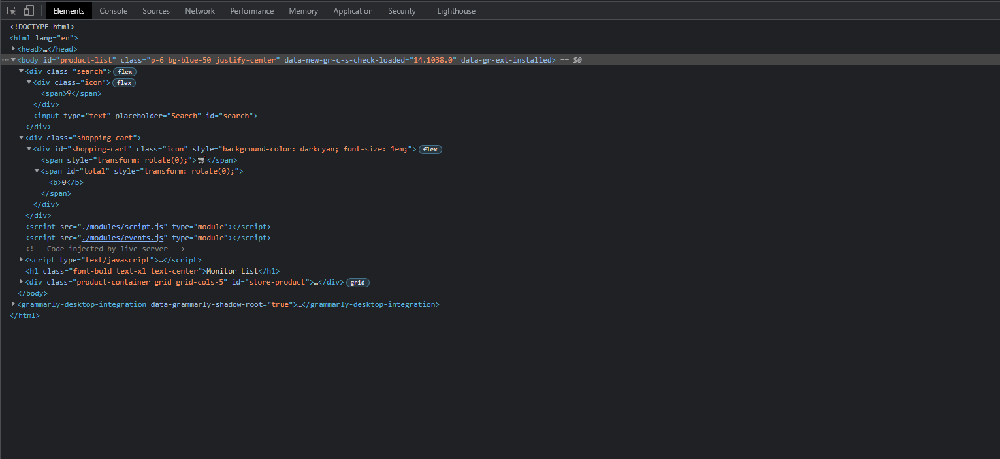 Elements Console Sources Network Performance Memory Application Security Lighthouse
<!DOCTYPE html>
<html lang="en">
<head>…</head>
<body id="product-list" class="p-6 bg-blue-50 justify-center" data-new-gr-c-s-check-loaded="14.1038.0" data-gr-ext-installed> == $0
<div class="search"> flex
<div class="icon"> flex
<span>⚲</span>
</div>
<input type="text" placeholder="Search" id="search">
</div>
<div class="shopping-cart">
<div id="shopping-cart" class="icon" style="background-color: darkcyan; font-size: 1em;"> flex
<span style="transform: rotate(0);">🛒</span>
<span id="total" style="transform: rotate(0);">
<b>0</b>
</span>
</div>
</div>
<script src="./modules/script.js" type="module"></script>
<script src="./modules/events.js" type="module"></script>
<!-- Code injected by live-server -->
<script type="text/javascript">…</script>
<h1 class="font-bold text-xl text-center">Monitor List</h1>
<div class="product-container grid grid-cols-5" id="store-product">…</div> grid
</body>
<grammarly-desktop-integration data-grammarly-shadow-root="true">…</grammarly-desktop-integration>
</html>